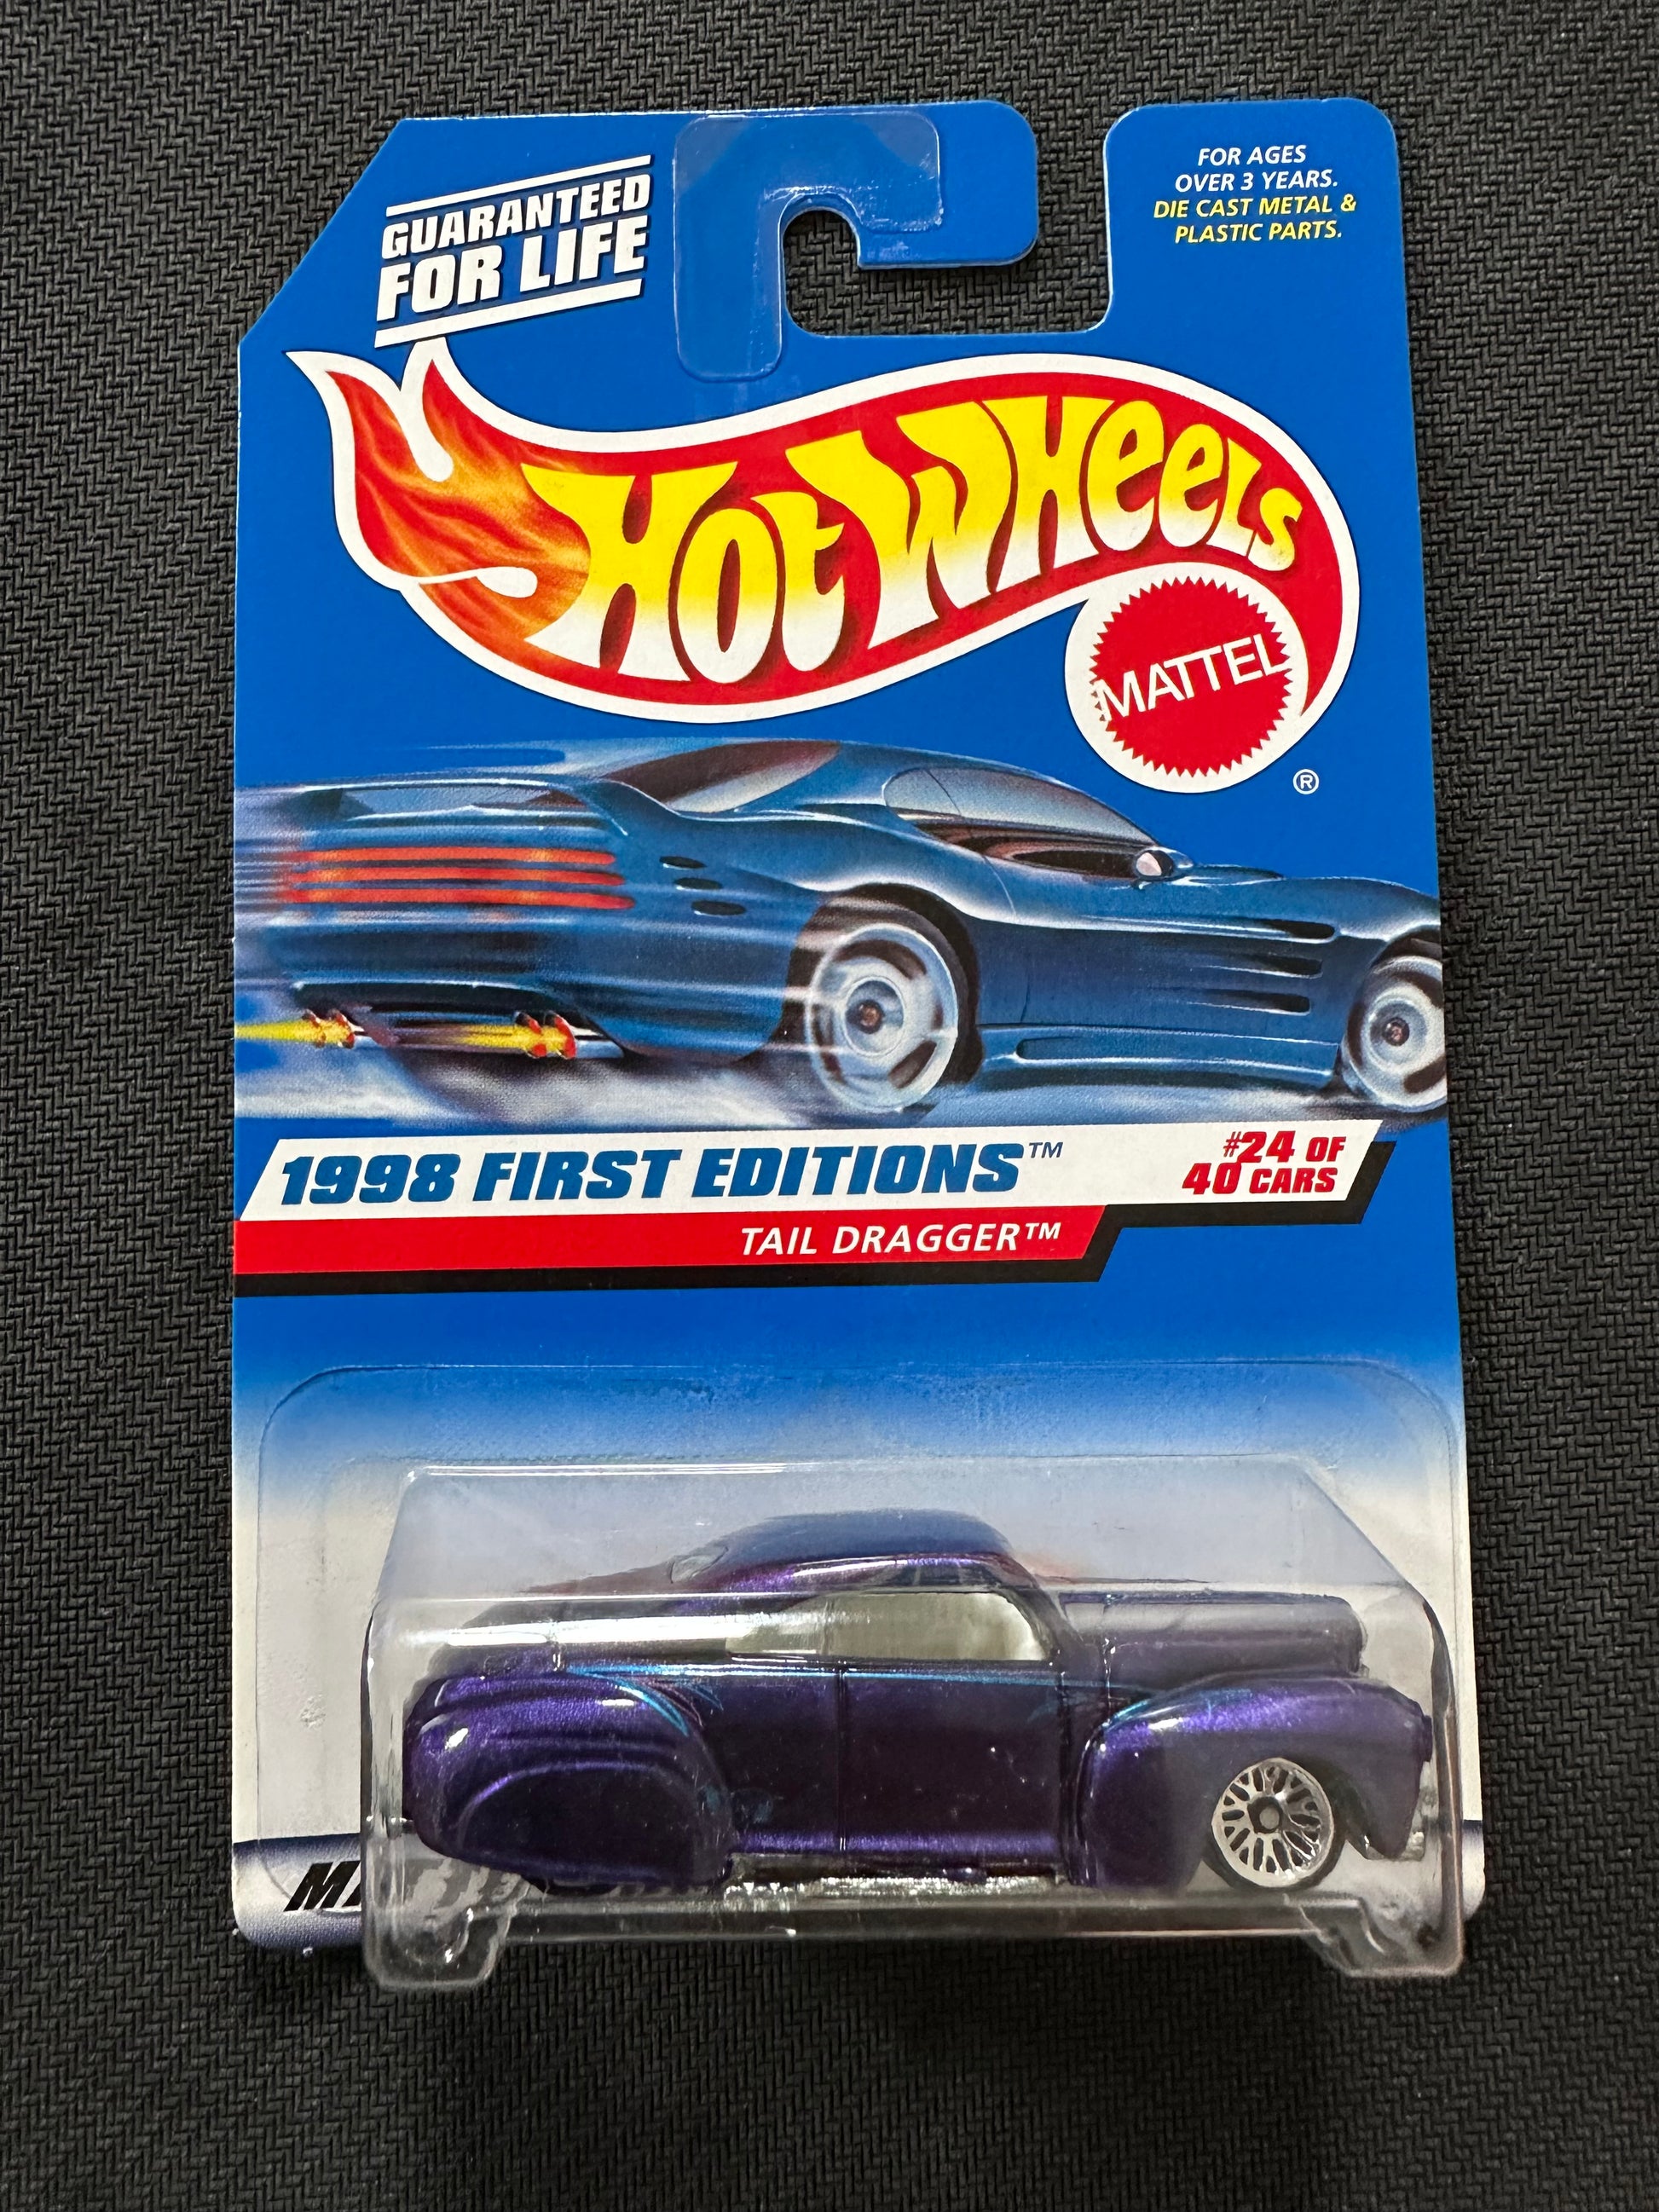 GUARANTEED
FOR LIFE
FOR AGES
OVER 3 YEARS.
DIE CAST METAL &
PLASTIC PARTS.
HOT WHEELS
MATTEL
®
1998 FIRST EDITIONS™
#24 OF
40 CARS
TAIL DRAGGER™